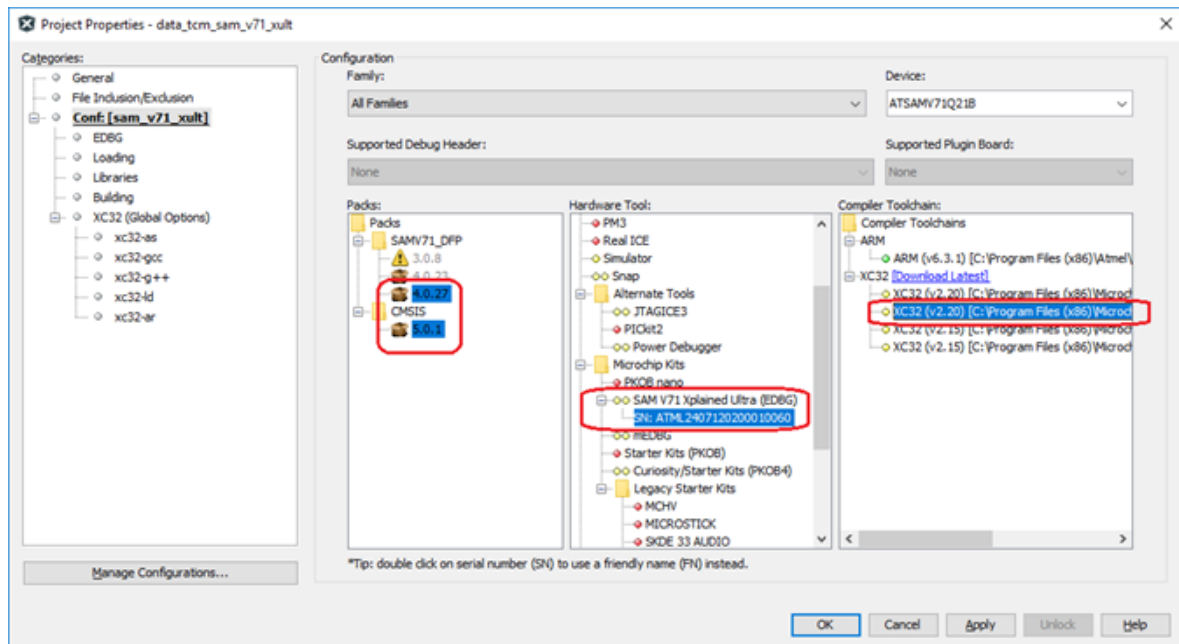 Project Properties - data_tcm_sam_v71_xult
Categories:
General
File Inclusion/Exclusion
Conf: [sam_v71_xult]
EDBG
Loading
Libraries
Building
XC32 (Global Options)
xc32-as
xc32-gcc
xc32-g++
xc32-ld
xc32-ar
Manage Configurations...
Configuration
Family:
All Families
Device:
ATSAMV71Q21B
Supported Debug Header:
None
Supported Plugin Board:
None
Packs:
Packs
SAMV71_DFP
3.0.8
4.0.23
4.0.27
CMSIS
5.0.1
Hardware Tool:
PM3
Real ICE
Simulator
Snap
Alternate Tools
JTAGICE3
PICkit2
Power Debugger
Microchip Kits
PKOB nano
SAM V71 Xplained Ultra (EDBG)
SN: ATML2407120200010060
mEDBG
Starter Kits (PKOB)
Curiosity/Starter Kits (PKOB4)
Legacy Starter Kits
MCHV
MICROSTICK
SKDE 33 AUDIO
Compiler Toolchain:
Compiler Toolchains
ARM
ARM (v6.3.1) [C:\Program Files (x86)\Atmel\
XC32 [Download Latest]
XC32 (v2.20) [C:\Program Files (x86)\Microch
XC32 (v2.20) [C:\Program Files (x86)\Microch
XC32 (v2.15) [C:\Program Files (x86)\Microch
XC32 (v2.15) [C:\Program Files (x86)\Microch
*Tip: double click on serial number (SN) to use a friendly name (FN) instead.
OK
Cancel
Apply
Unlock
Help